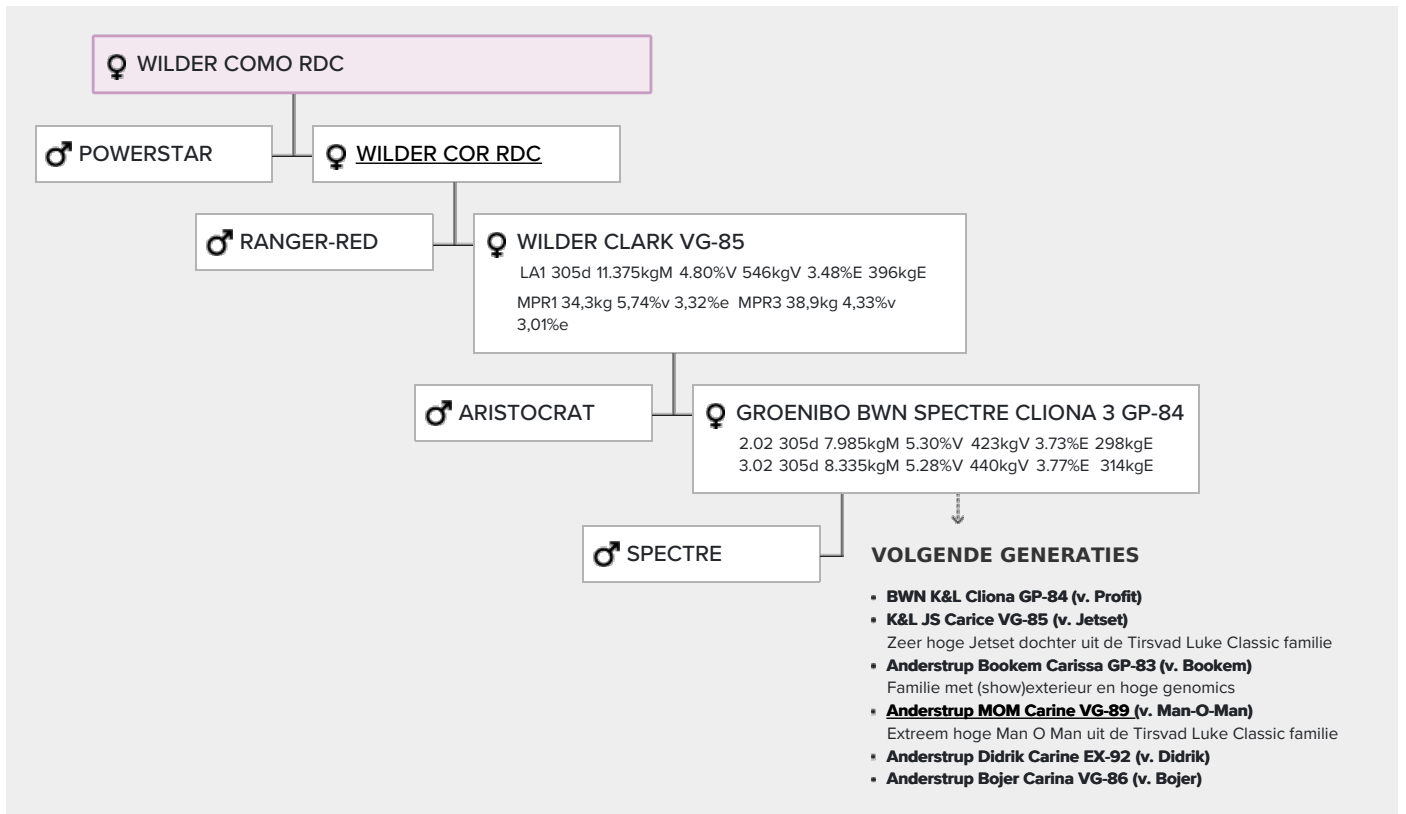 WILDER COMO RDC
POWERSTAR
WILDER COR RDC
RANGER-RED
WILDER CLARK VG-85
LA1 305d 11.375kgM 4.80%V 546kgV 3.48%E 396kgE
MPR1 34,3kg 5,74%v 3,32%e MPR3 38,9kg 4,33%v
3,01%e
ARISTOCRAT
GROENIBO BWN SPECTRE CLIONA 3 GP-84
2.02 305d 7.985kgM 5.30%V 423kgV 3.73%E 298kgE
3.02 305d 8.335kgM 5.28%V 440kgV 3.77%E 314kgE
SPECTRE
VOLGENDE GENERATIES
▪ BWN K&L Cliona GP-84 (v. Profit)
▪ K&L JS Carice VG-85 (v. Jetset)
Zeer hoge Jetset dochter uit de Tirsvad Luke Classic familie
▪ Anderstrup Bookem Carissa GP-83 (v. Bookem)
Familie met (show)exterieur en hoge genomics
▪ Anderstrup MOM Carine VG-89 (v. Man-O-Man)
Extreem hoge Man O Man uit de Tirsvad Luke Classic familie
▪ Anderstrup Didrik Carine EX-92 (v. Didrik)
▪ Anderstrup Bojer Carina VG-86 (v. Bojer)